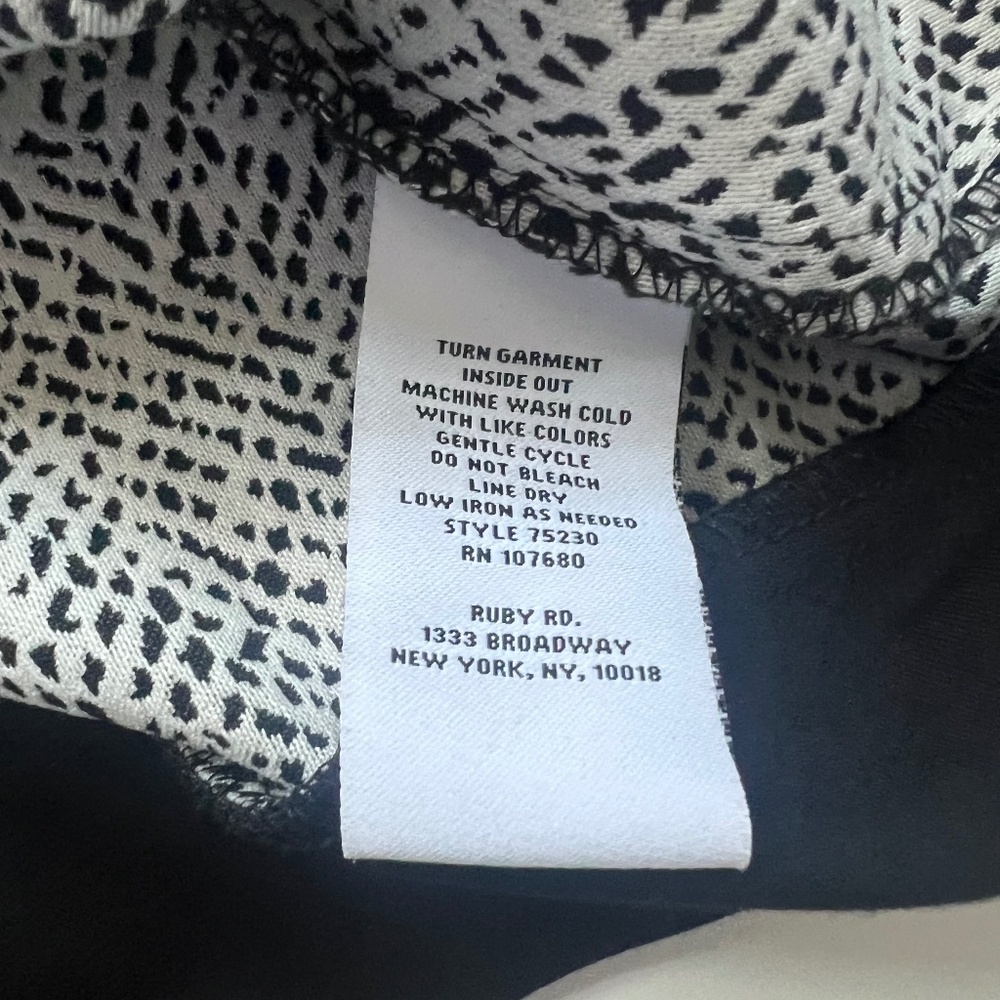 TURN GARMENT
INSIDE OUT
MACHINE WASH COLD
WITH LIKE COLORS
GENTLE CYCLE
DO NOT BLEACH
LINE DRY
LOW IRON AS NEEDED
STYLE 75230
RN 107680
RUBY RD.
1333 BROADWAY
NEW YORK, NY, 10018